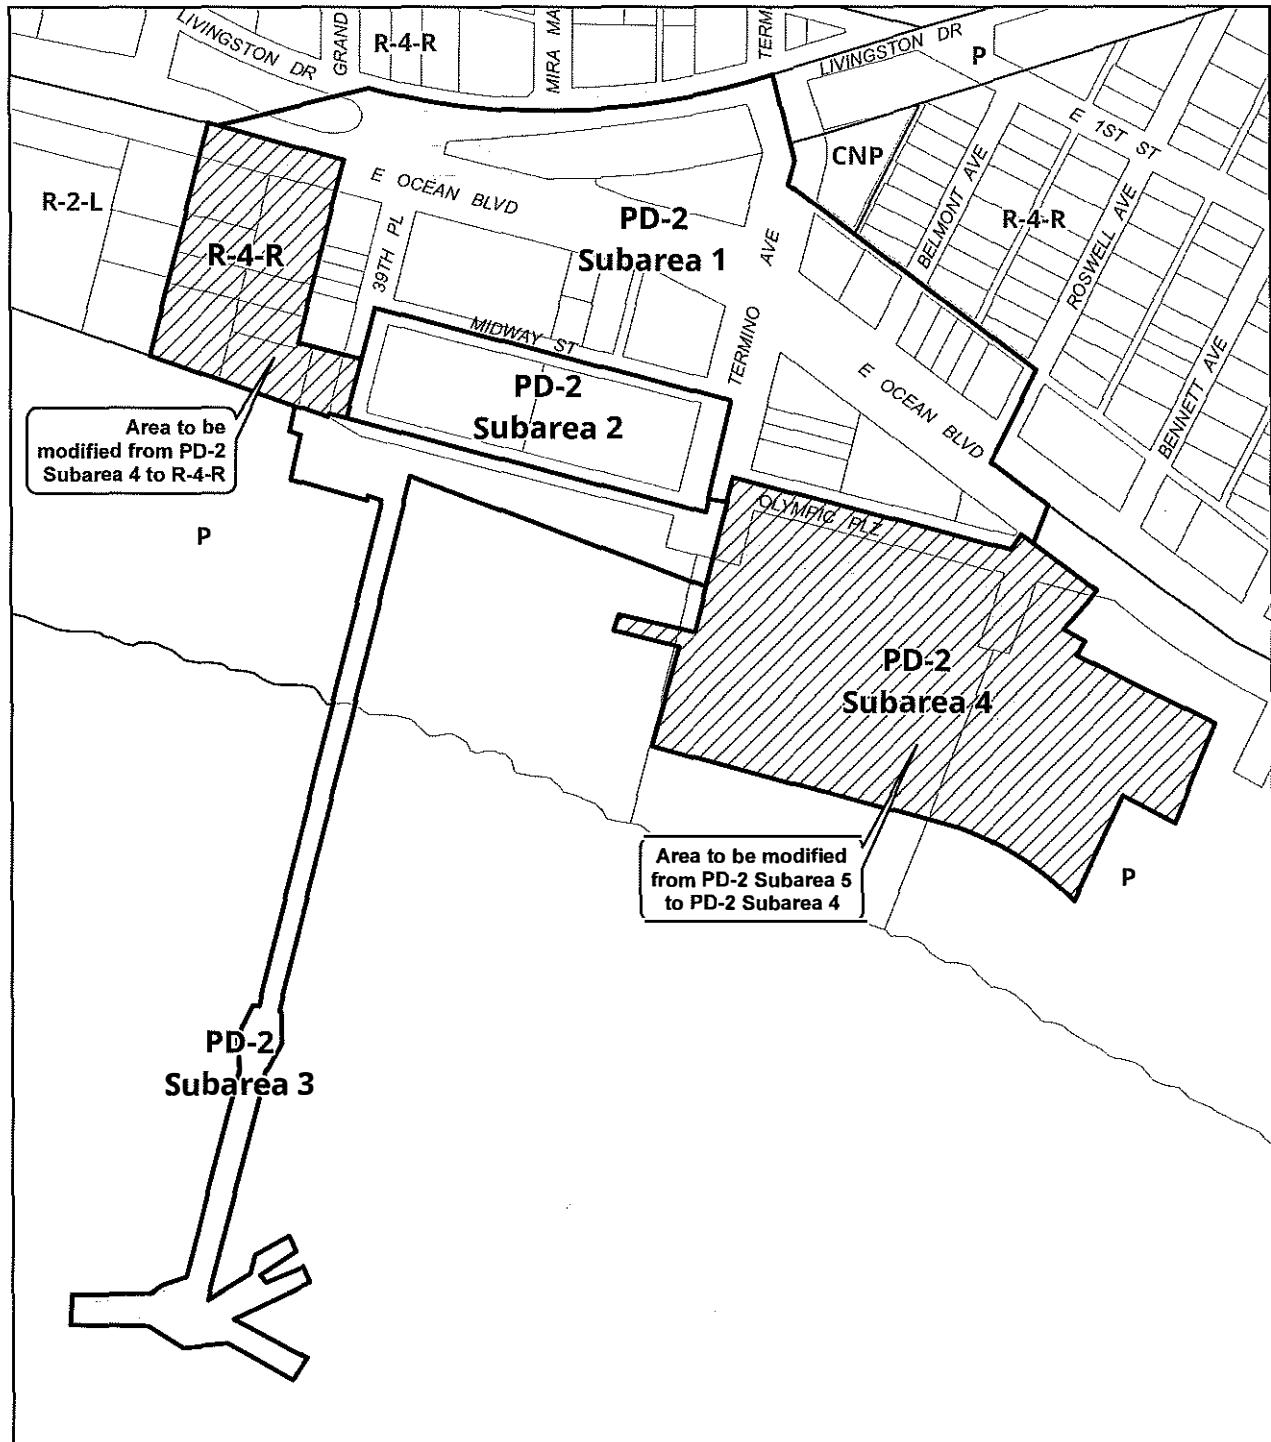 LIVINGSTON DR
GRAND
R-4-R
MIRA MA
TERMI
LIVINGSTON DR
P
E 1ST ST
CNP
R-2-L
R-4-R
E OCEAN BLVD
39TH PL
PD-2
Subarea 1
AVE
TERMINO
BELMONT AVE
R-4-R
ROSWELL AVE
BENNETT AVE
MIDWAY ST
PD-2
Subarea 2
E OCEAN BLVD
Area to be
modified from PD-2
Subarea 4 to R-4-R
P
OLYMPIC PLZ
PD-2
Subarea 4
Area to be modified
from PD-2 Subarea 5
to PD-2 Subarea 4
P
PD-2
Subarea 3